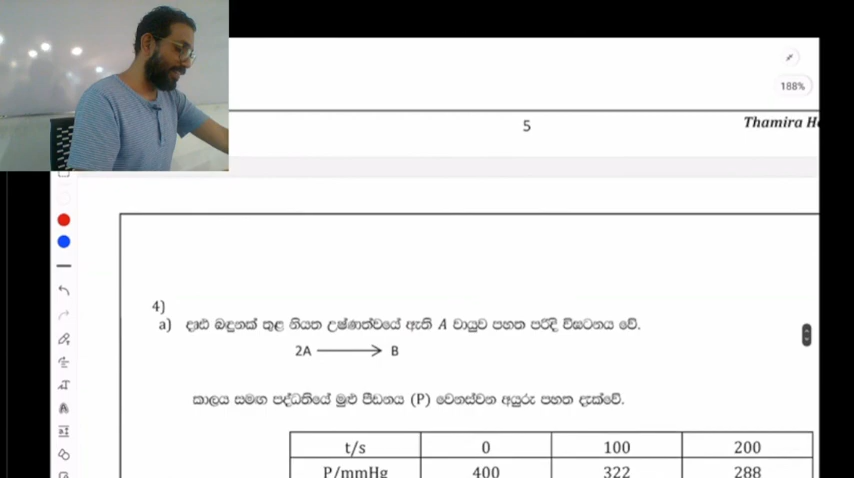 188%
5
Thamira H
4)
a) දෘඪ බඳුනක් තුළ නියත උෂ්ණත්වයේ ඇති A වායුව පහත පරිදි විඝටනය වේ.
2A → B
කාලය සමඟ පද්ධතියේ මුළු පීඩනය (P) වෙනස්වන අයුරු පහත දැක්වේ.
t/s 0 100 200
P/mmHg 400 322 288